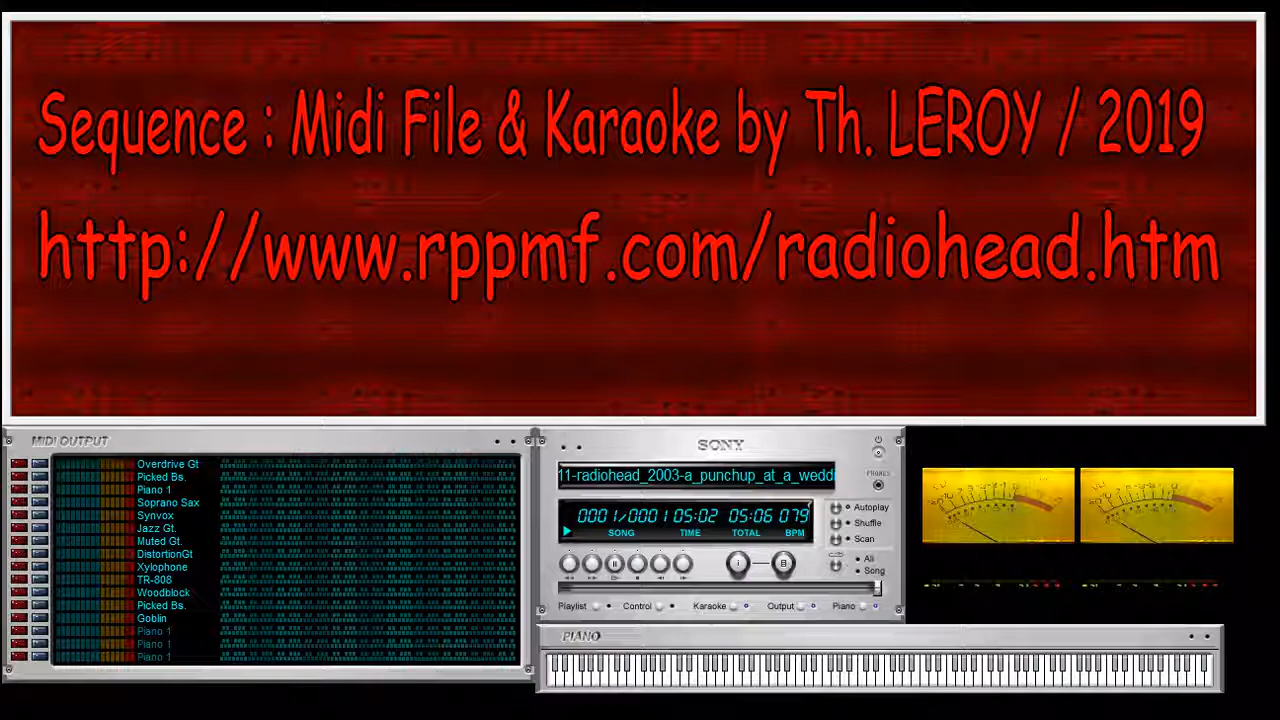 Sequence : Midi File & Karaoke by Th. LEROY / 2019
http://www.rppmf.com/radiohead.htm
MIDI OUTPUT
Overdrive Gt
Picked Bs.
Piano 1
Soprano Sax
Synvox
Jazz Gt.
Muted Gt.
DistortionGt
Xylophone
TR-808
Woodblock
Picked Bs.
Goblin
Piano 1
Piano 1
Piano 1
SONY
11-radiohead_2003-a_punchup_at_a_weddi
PHONES
0001/0001 05:02 05:06 079
SONG TIME TOTAL BPM
Autoplay
Shuffle
Scan
All
Song
Playlist Control Karaoke Output Piano
PIANO